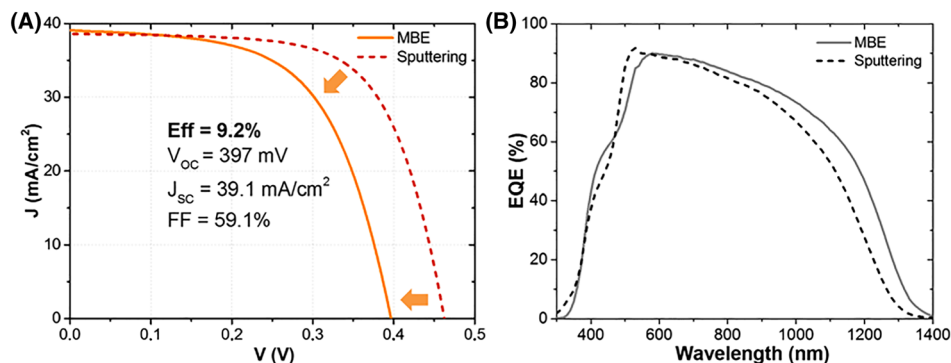 (A)
J (mA/cm²)
40
30
20
10
0
MBE
Sputtering
Eff = 9.2%
V_OC = 397 mV
J_SC = 39.1 mA/cm²
FF = 59.1%
0.0 0.1 0.2 0.3 0.4 0.5
V (V)
(B)
EQE (%)
100
80
60
40
20
0
MBE
Sputtering
400 600 800 1000 1200 1400
Wavelength (nm)